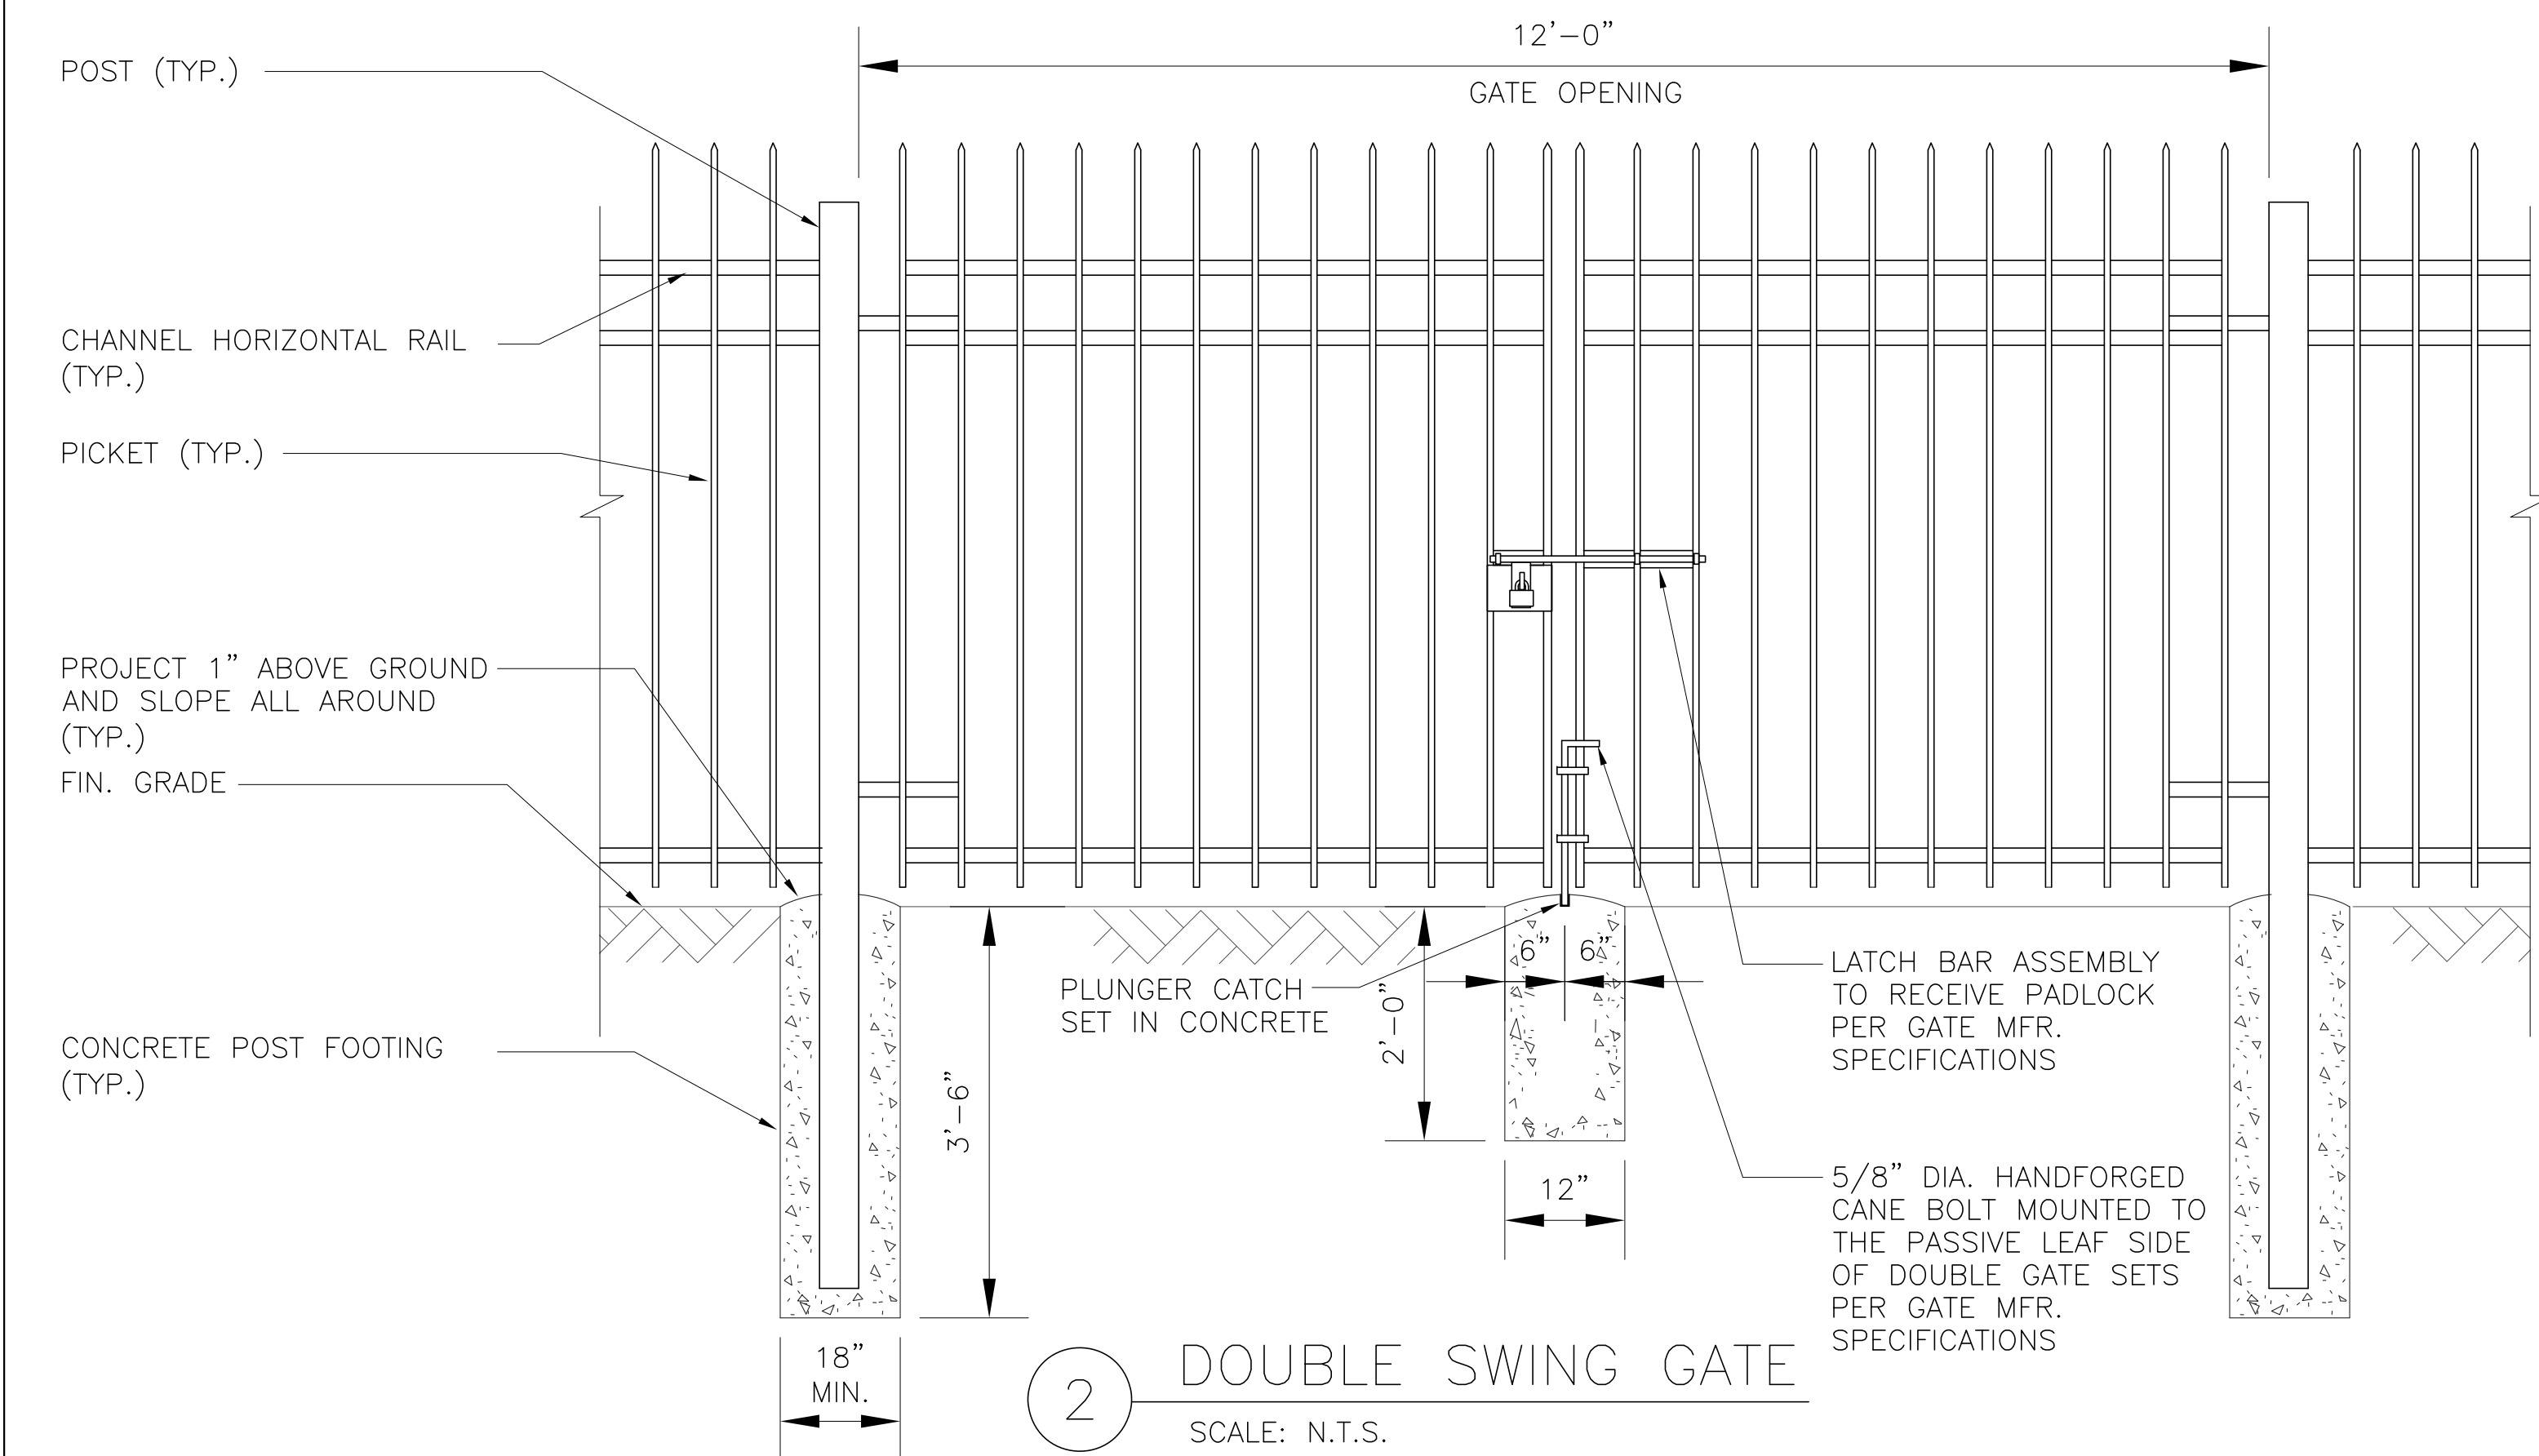 12'-0"
GATE OPENING
POST (TYP.)
CHANNEL HORIZONTAL RAIL
(TYP.)
PICKET (TYP.)
PROJECT 1" ABOVE GROUND
AND SLOPE ALL AROUND
(TYP.)
FIN. GRADE
CONCRETE POST FOOTING
(TYP.)
3'-6"
18"
MIN.
PLUNGER CATCH
SET IN CONCRETE
2'-0"
6" 6"
12"
LATCH BAR ASSEMBLY
TO RECEIVE PADLOCK
PER GATE MFR.
SPECIFICATIONS
5/8" DIA. HANDFORGED
CANE BOLT MOUNTED TO
THE PASSIVE LEAF SIDE
OF DOUBLE GATE SETS
PER GATE MFR.
SPECIFICATIONS
2 DOUBLE SWING GATE
SCALE: N.T.S.